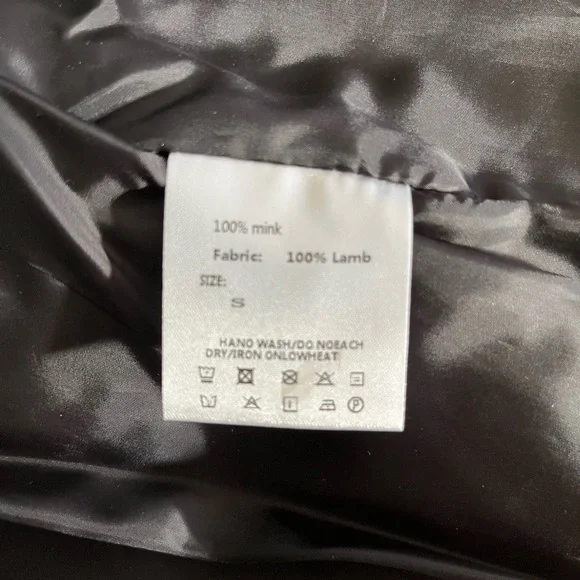 100% mink
Fabric: 100% Lamb
SIZE:
S
HANO WASH/DO NOEACH
DRY/IRON ONLOWHEAT